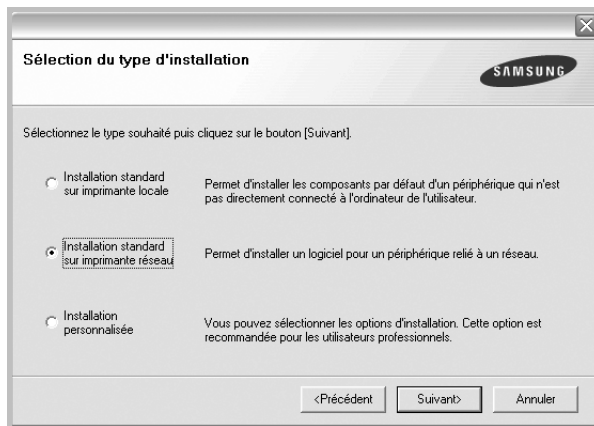 Sélection du type d'installation
SAMSUNG
Sélectionnez le type souhaité puis cliquez sur le bouton [Suivant].
Installation standard
sur imprimante locale
Permet d'installer les composants par défaut d'un périphérique qui n'est
pas directement connecté à l'ordinateur de l'utilisateur.
Installation standard
sur imprimante réseau
Permet d'installer un logiciel pour un périphérique relié à un réseau.
Installation
personnalisée
Vous pouvez sélectionner les options d'installation. Cette option est
recommandée pour les utilisateurs professionnels.
<Précédent
Suivant>
Annuler